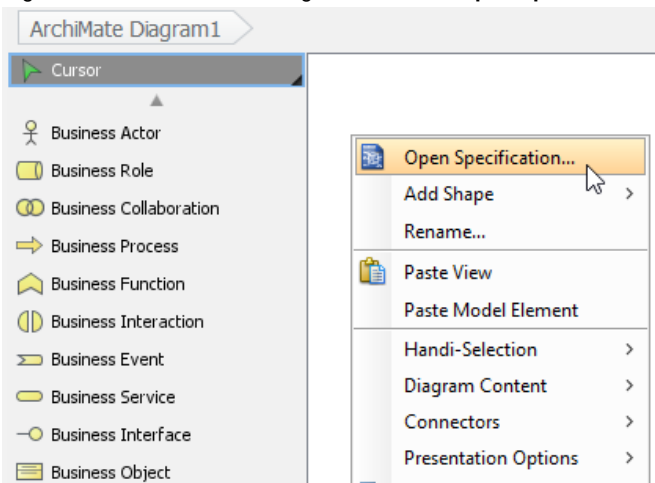 ArchiMate Diagram1
Cursor
Business Actor
Business Role
Business Collaboration
Business Process
Business Function
Business Interaction
Business Event
Business Service
Business Interface
Business Object
Open Specification...
Add Shape
Rename...
Paste View
Paste Model Element
Handi-Selection
Diagram Content
Connectors
Presentation Options